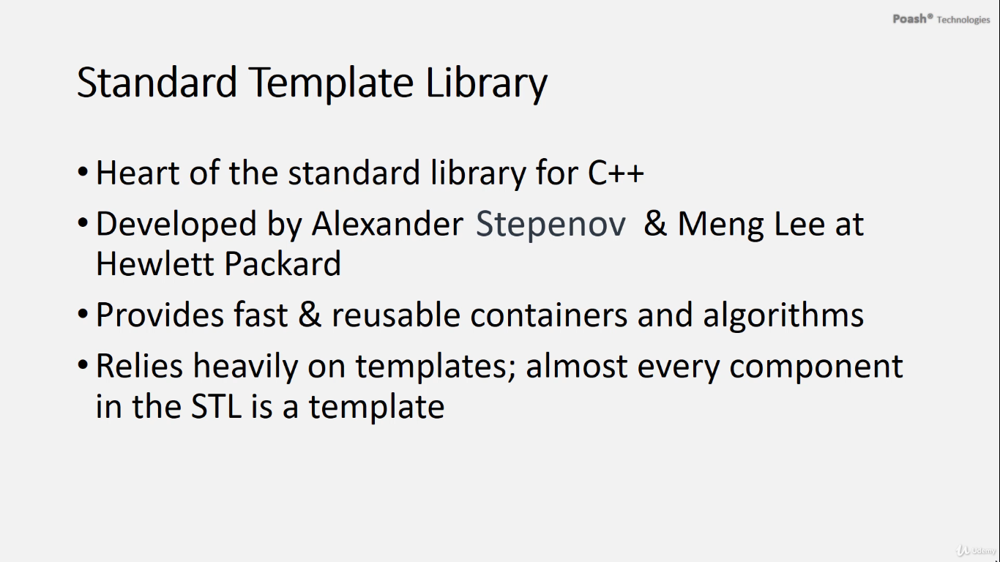 Poash® Technologies
Standard Template Library
• Heart of the standard library for C++
• Developed by Alexander Stepenov & Meng Lee at
Hewlett Packard
• Provides fast & reusable containers and algorithms
• Relies heavily on templates; almost every component
in the STL is a template
Udemy